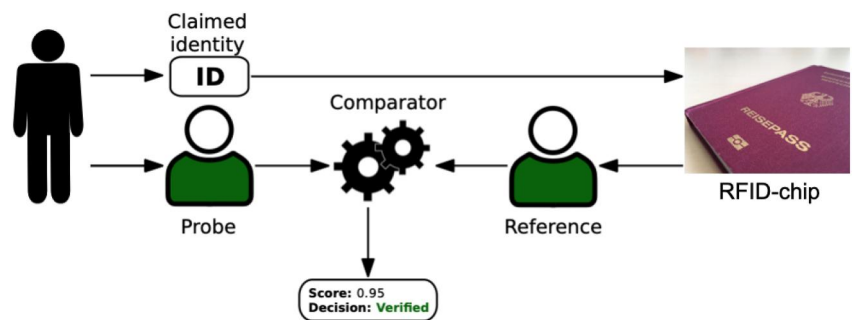 Claimed
identity
ID
Comparator
REISEPASS
RFID-chip
Probe
Reference
Score: 0.95
Decision: Verified